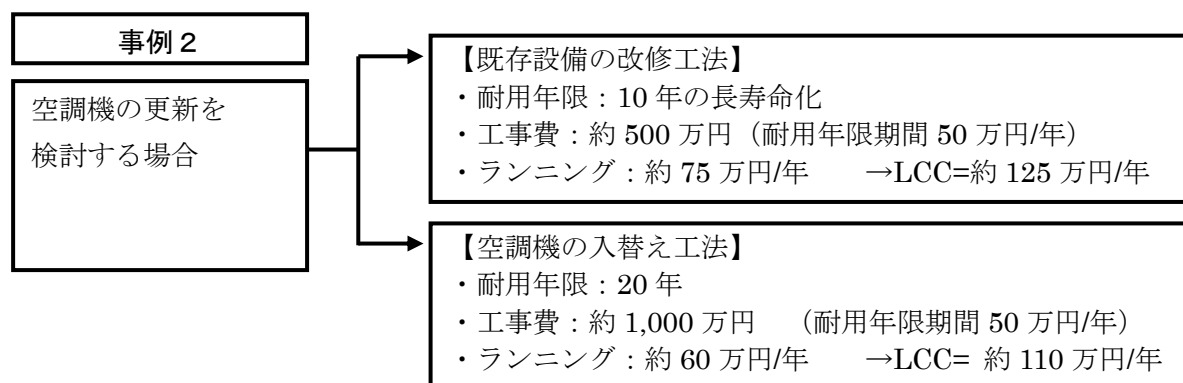 事例２
空調機の更新を
検討する場合
【既存設備の改修工法】
・耐用年限：10 年の長寿命化
・工事費：約 500 万円（耐用年限期間 50 万円/年）
・ランニング：約 75 万円/年　　→LCC=約 125 万円/年
【空調機の入替え工法】
・耐用年限：20 年
・工事費：約 1,000 万円　（耐用年限期間 50 万円/年）
・ランニング：約 60 万円/年　　→LCC= 約 110 万円/年